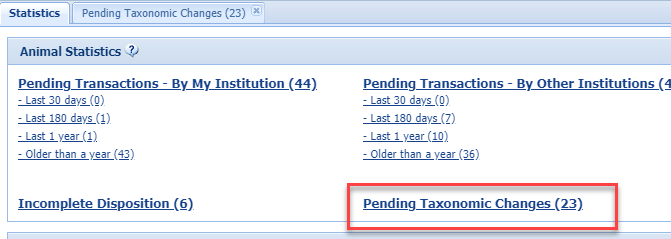 Statistics
Pending Taxonomic Changes (23)
Animal Statistics
Pending Transactions - By My Institution (44)
- Last 30 days (0)
- Last 180 days (1)
- Last 1 year (1)
- Older than a year (43)
Pending Transactions - By Other Institutions (4
- Last 30 days (0)
- Last 180 days (7)
- Last 1 year (10)
- Older than a year (36)
Incomplete Disposition (6)
Pending Taxonomic Changes (23)